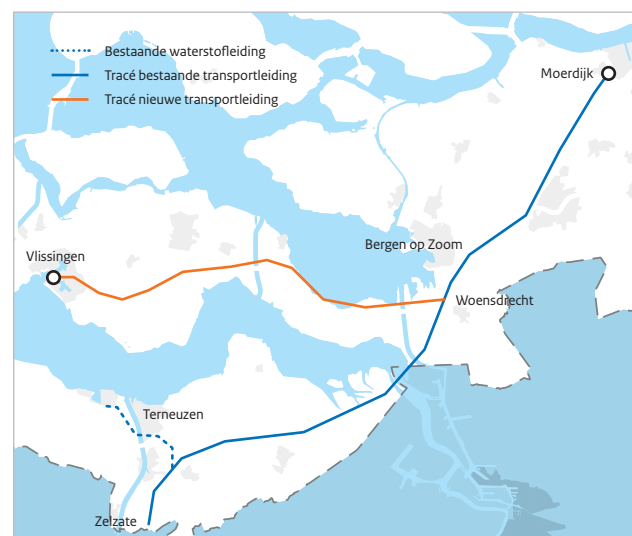 Bestaande waterstofleiding
Tracé bestaande transportleiding
Tracé nieuwe transportleiding
Moerdijk
Bergen op Zoom
Vlissingen
Woensdrecht
Terneuzen
Zelzate